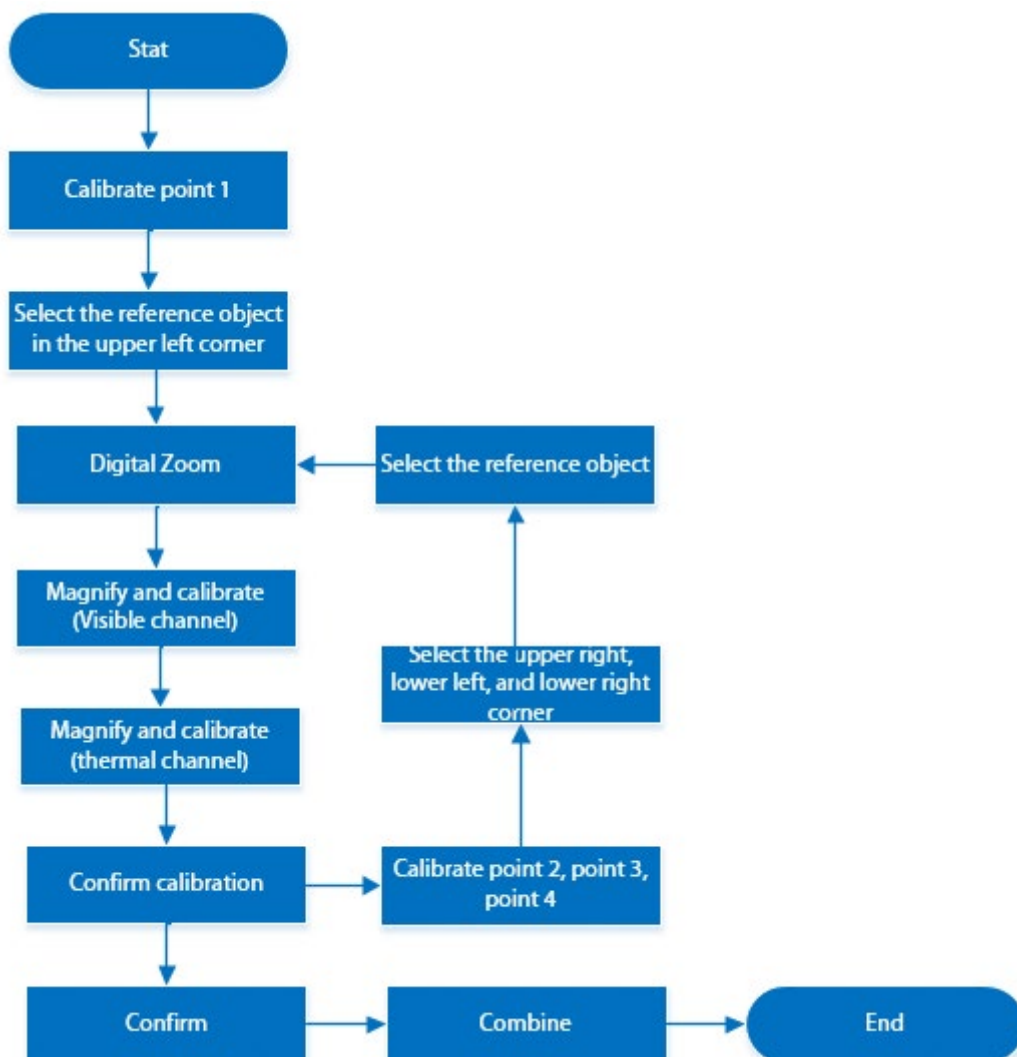 Stat
Calibrate point 1
Select the reference object
in the upper left corner
Digital Zoom
Select the reference object
Magnify and calibrate
(Visible channel)
Select the upper right,
lower left, and lower right
corner
Magnify and calibrate
(thermal channel)
Confirm calibration
Calibrate point 2, point 3,
point 4
Confirm
Combine
End